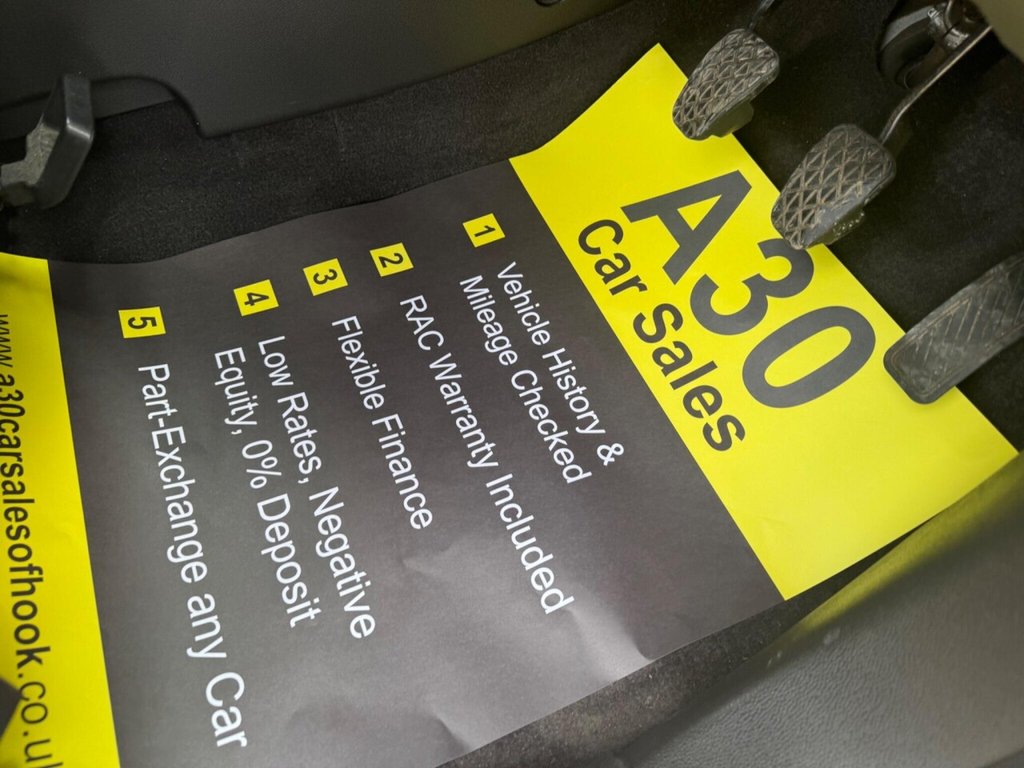 A30
Car Sales
1 Vehicle History &
Mileage Checked
2 RAC Warranty Included
3 Flexible Finance
4 Low Rates, Negative
Equity, 0% Deposit
5 Part-Exchange any Car
www.a30carsalesofhook.co.uk